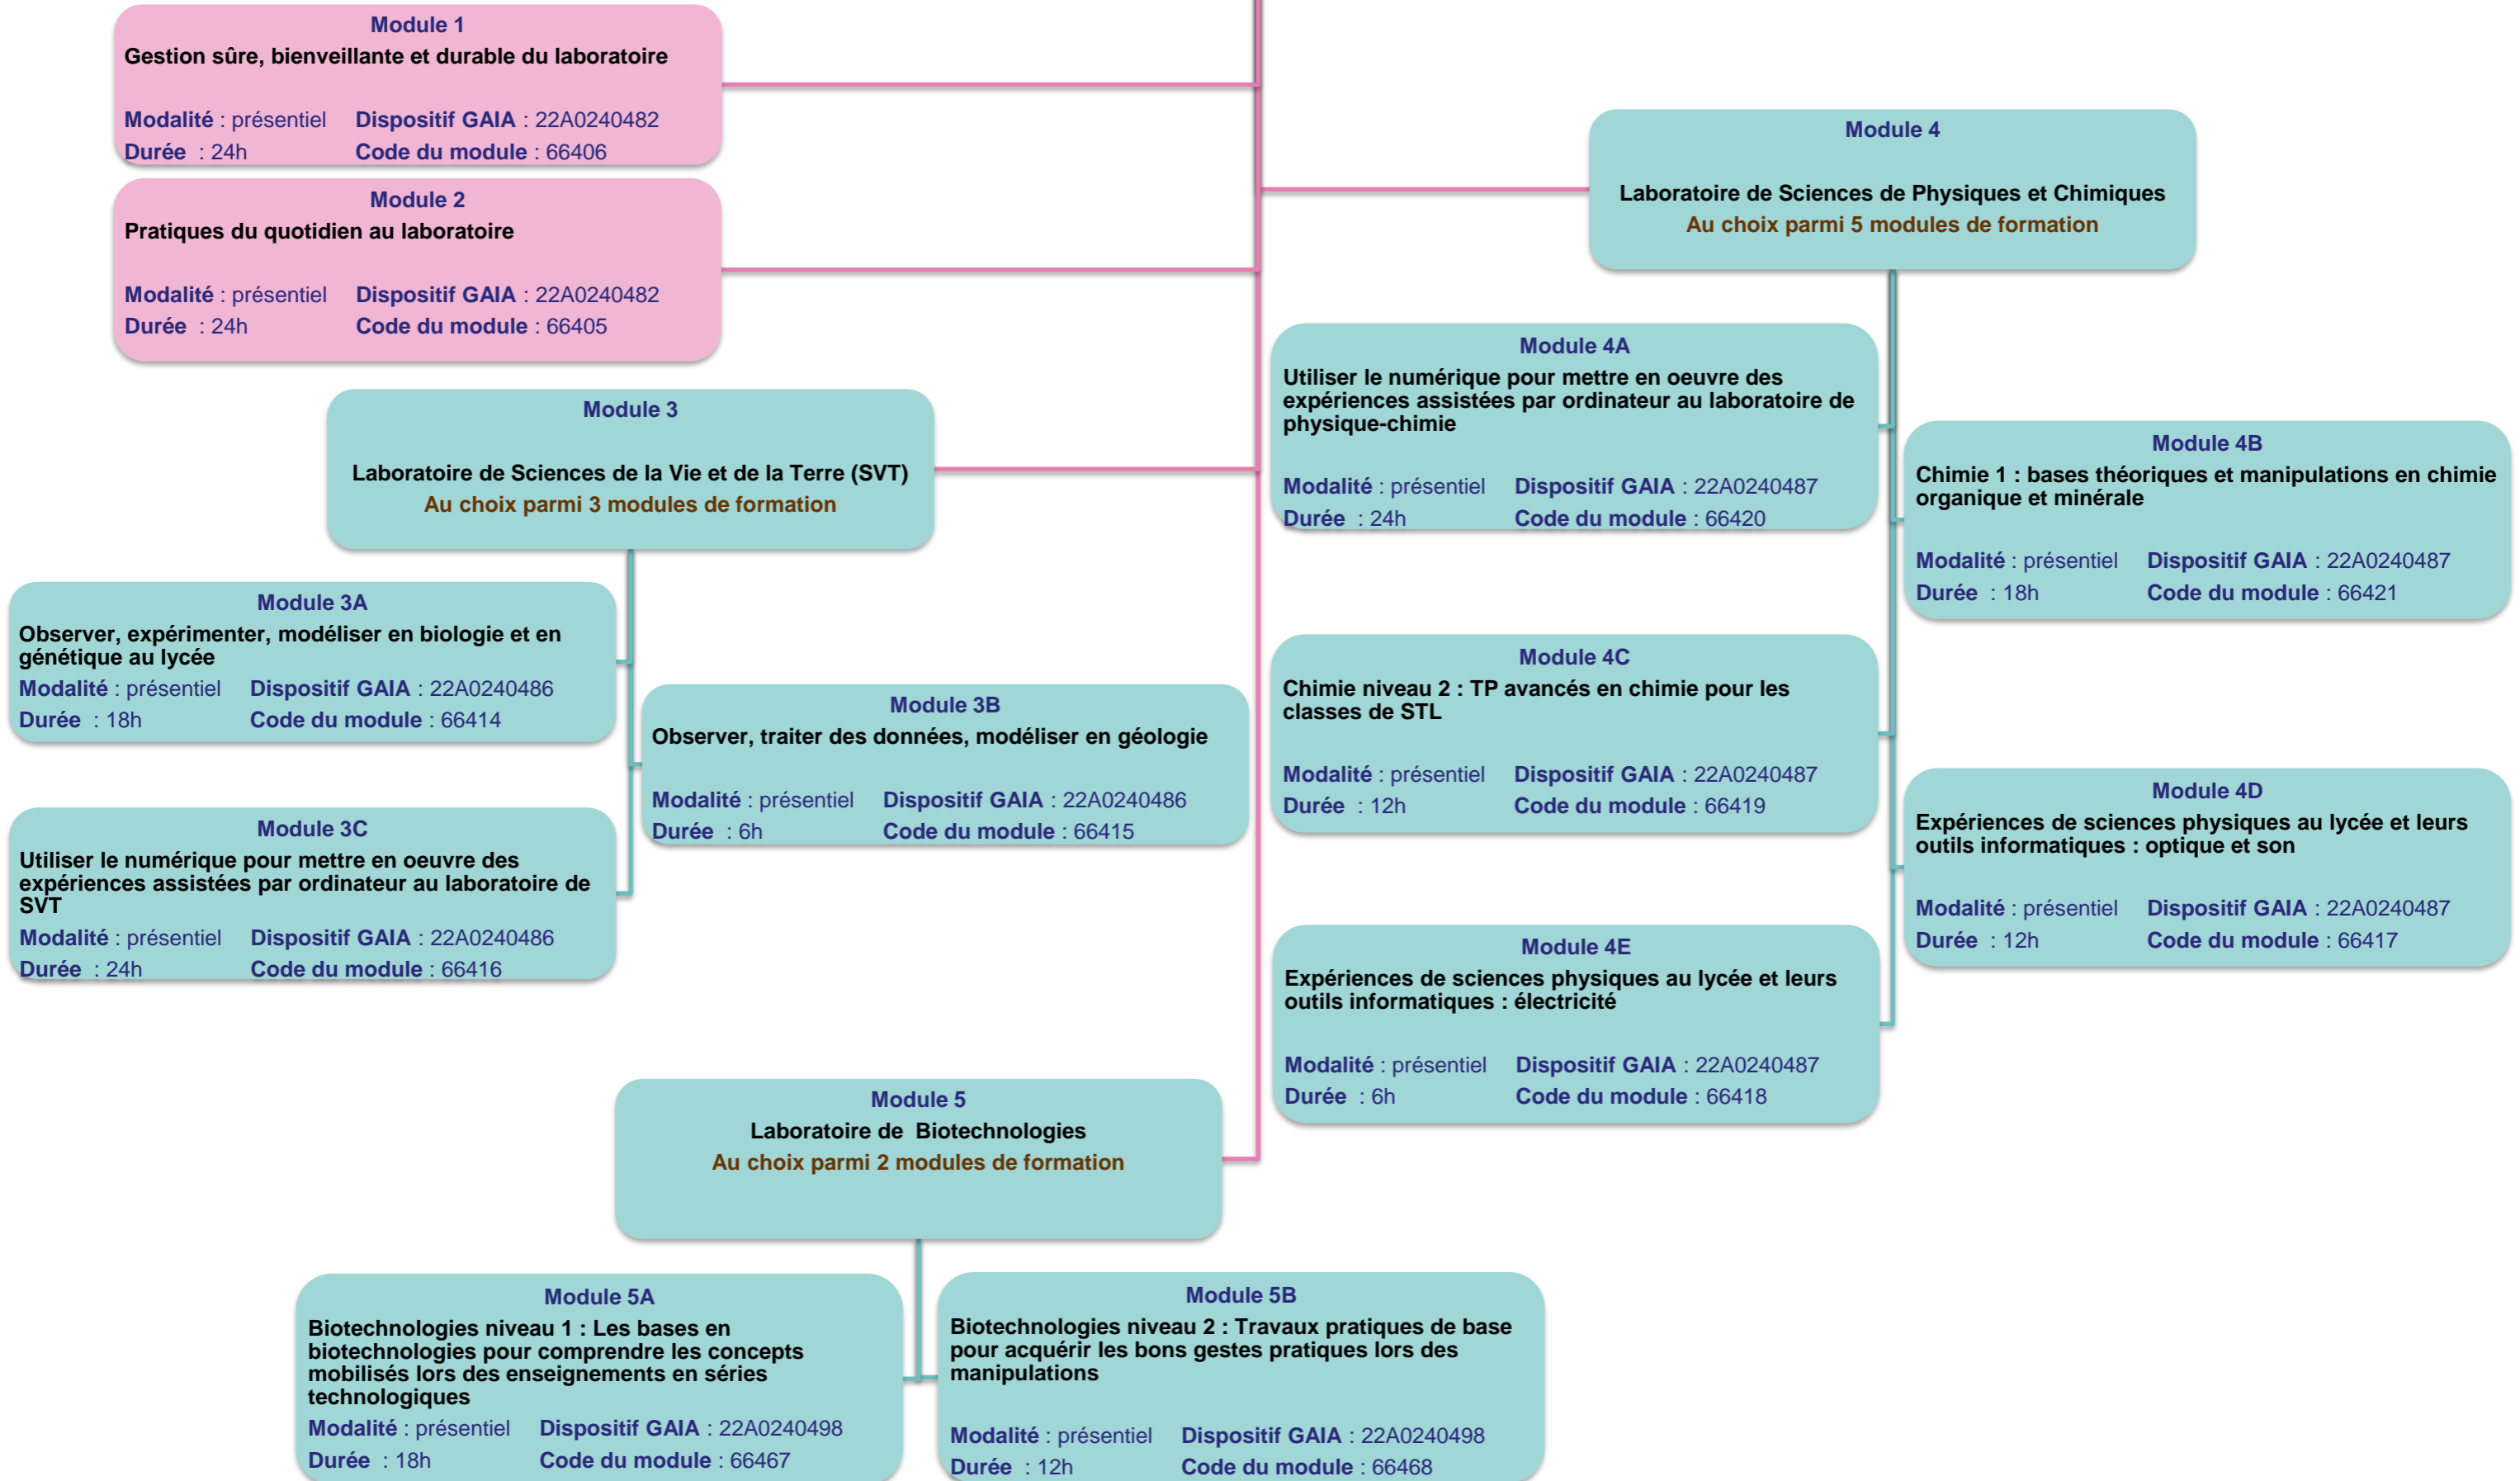 Module 1
Gestion sûre, bienveillante et durable du laboratoire
Modalité : présentiel Dispositif GAIA : 22A0240482
Durée : 24h Code du module : 66406
Module 2
Pratiques du quotidien au laboratoire
Modalité : présentiel Dispositif GAIA : 22A0240482
Durée : 24h Code du module : 66405
Module 3
Laboratoire de Sciences de la Vie et de la Terre (SVT)
Au choix parmi 3 modules de formation
Module 3A
Observer, expérimenter, modéliser en biologie et en
génétique au lycée
Modalité : présentiel Dispositif GAIA : 22A0240486
Durée : 18h Code du module : 66414
Module 3B
Observer, traiter des données, modéliser en géologie
Modalité : présentiel Dispositif GAIA : 22A0240486
Durée : 6h Code du module : 66415
Module 3C
Utiliser le numérique pour mettre en oeuvre des
expériences assistées par ordinateur au laboratoire de
SVT
Modalité : présentiel Dispositif GAIA : 22A0240486
Durée : 24h Code du module : 66416
Module 4
Laboratoire de Sciences de Physiques et Chimiques
Au choix parmi 5 modules de formation
Module 4A
Utiliser le numérique pour mettre en oeuvre des
expériences assistées par ordinateur au laboratoire de
physique-chimie
Modalité : présentiel Dispositif GAIA : 22A0240487
Durée : 24h Code du module : 66420
Module 4B
Chimie 1 : bases théoriques et manipulations en chimie
organique et minérale
Modalité : présentiel Dispositif GAIA : 22A0240487
Durée : 18h Code du module : 66421
Module 4C
Chimie niveau 2 : TP avancés en chimie pour les
classes de STL
Modalité : présentiel Dispositif GAIA : 22A0240487
Durée : 12h Code du module : 66419
Module 4D
Expériences de sciences physiques au lycée et leurs
outils informatiques : optique et son
Modalité : présentiel Dispositif GAIA : 22A0240487
Durée : 12h Code du module : 66417
Module 4E
Expériences de sciences physiques au lycée et leurs
outils informatiques : électricité
Modalité : présentiel Dispositif GAIA : 22A0240487
Durée : 6h Code du module : 66418
Module 5
Laboratoire de Biotechnologies
Au choix parmi 2 modules de formation
Module 5A
Biotechnologies niveau 1 : Les bases en
biotechnologies pour comprendre les concepts
mobilisés lors des enseignements en séries
technologiques
Modalité : présentiel Dispositif GAIA : 22A0240498
Durée : 18h Code du module : 66467
Module 5B
Biotechnologies niveau 2 : Travaux pratiques de base
pour acquérir les bons gestes pratiques lors des
manipulations
Modalité : présentiel Dispositif GAIA : 22A0240498
Durée : 12h Code du module : 66468